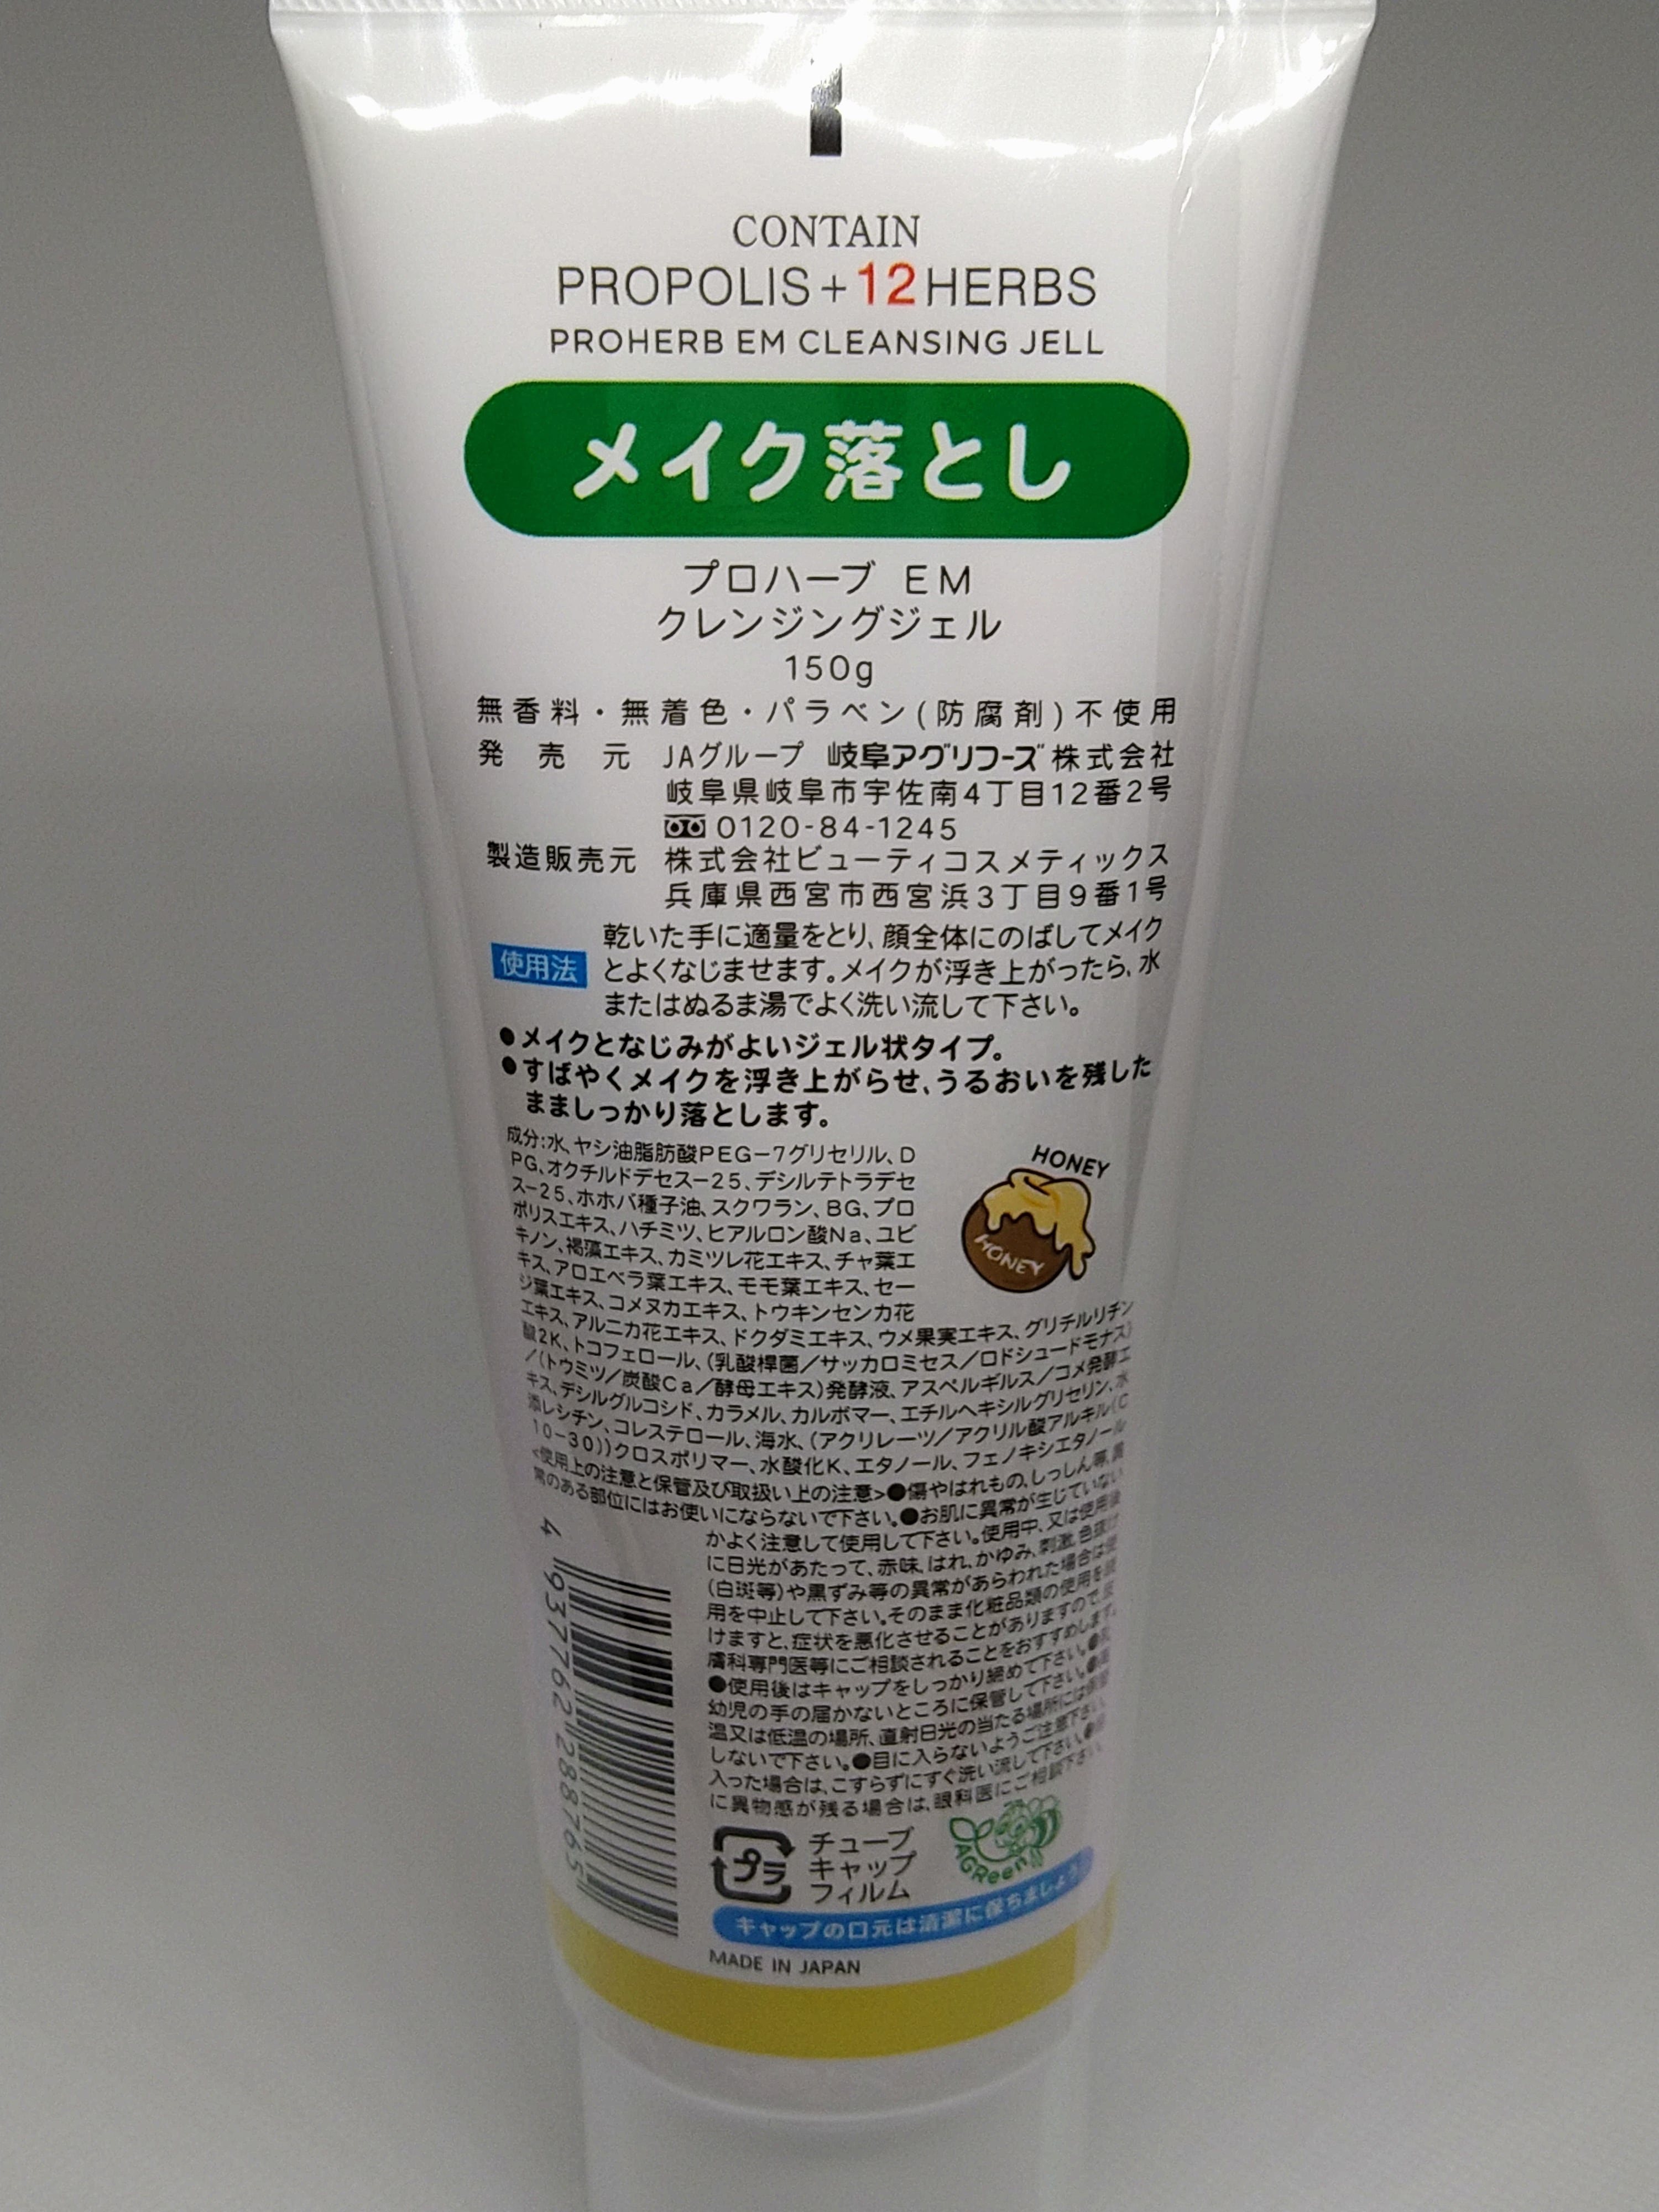 CONTAIN
PROPOLIS+12HERBS
PROHERB EM CLEANSING JELL
メイク落とし
プロハーブ EM
クレンジングジェル
150g
無香料・無着色・パラベン(防腐剤)不使用
発売元 JAグループ 岐阜アグリフーズ株式会社
岐阜県岐阜市宇佐南4丁目12番2号
0120-84-1245
製造販売元 株式会社ビューティコスメティックス
兵庫県西宮市西宮浜3丁目9番1号
使用法
乾いた手に適量をとり、顔全体にのばしてメイク
とよくなじませます。メイクが浮き上がったら、水
またはぬるま湯でよく洗い流して下さい。
●メイクとなじみがよいジェル状タイプ。
●すばやくメイクを浮き上がらせ、うるおいを残した
まましっかり落とします。
成分:水、ヤシ油脂肪酸PEG-7グリセリル、D
PG、オクチルドデセス-25、デシルテトラデセ
ス-25、ホホバ種子油、スクワラン、BG、プロ
ポリスエキス、ハチミツ、ヒアルロン酸Na、ユビ
キノン、褐藻エキス、カミツレ花エキス、チャ葉エ
キス、アロエベラ葉エキス、モモ葉エキス、セー
ジ葉エキス、コメヌカエキス、トウキンセンカ花
エキス、アルニカ花エキス、ドクダミエキス、ウメ果実エキス、グリチルリチン
酸2K、トコフェロール、(乳酸桿菌/サッカロミセス/ロドシュードモナス)
/(トウミツ/炭酸Ca/酵母エキス)発酵液、アスペルギルス/コメ発酵エ
キス、デシルグルコシド、カラメル、カルボマー、エチルヘキシルグリセリン、水
添レシチン、コレステロール、海水、(アクリレーツ/アクリル酸アルキル(C
10-30))クロスポリマー、水酸化K、エタノール、フェノキシエタノール
HONEY
HONEY
<使用上の注意と保管及び取扱い上の注意>●傷やはれもの、しっしん等、異
常のある部位にはお使いにならないで下さい。●お肌に異常が生じていない
かよく注意して使用して下さい。使用中、又は使用後
に日光があたって、赤味、はれ、かゆみ、刺激、色抜け
(白斑等)や黒ずみ等の異常があらわれた場合は使
用を中止して下さい。そのまま化粧品類の使用を続
けますと、症状を悪化させることがありますので、皮
膚科専門医等にご相談されることをおすすめします。
●使用後はキャップをしっかり締めて下さい。●乳
幼児の手の届かないところに保管して下さい。●高
温又は低温の場所、直射日光の当たる場所には保管
しないで下さい。●目に入らないようご注意下さい。
入った場合は、こすらずにすぐ洗い流して下さい。
に異物感が残る場合は、眼科医にご相談下さい。
4 937762 288765
プラ
チューブ
キャップ
フィルム
AGReen
キャップの口元は清潔に保ちましょう
MADE IN JAPAN